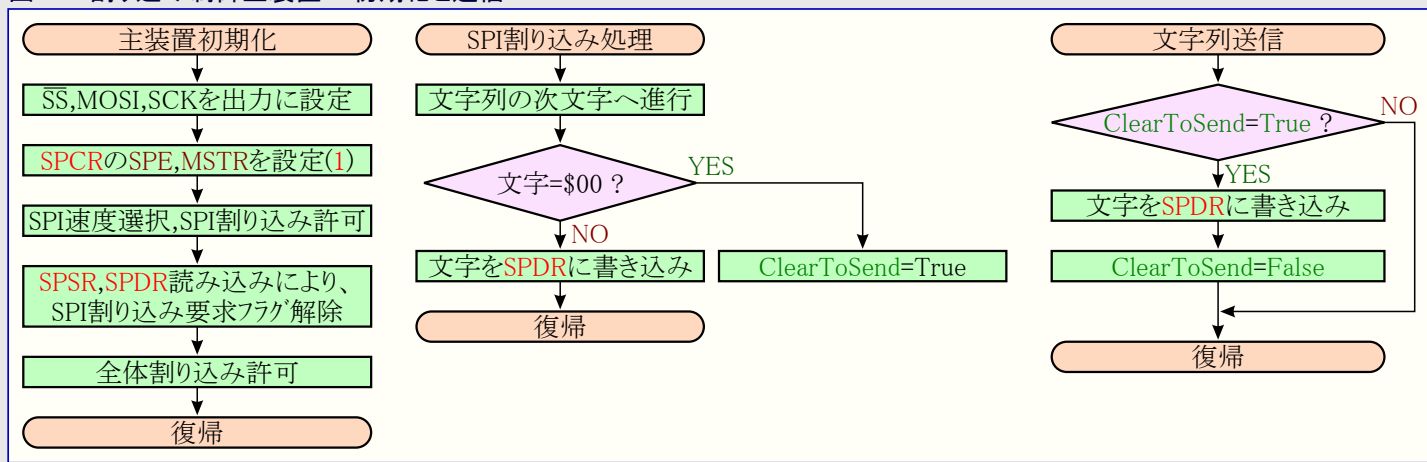 主装置初期化
S̅S̅,MOSI,SCKを出力に設定
SPCRのSPE,MSTRを設定(1)
SPI速度選択,SPI割り込み許可
SPSR,SPDR読み込みにより、
SPI割り込み要求フラグ解除
全体割り込み許可
復帰
SPI割り込み処理
文字列の次文字へ進行
文字=$00 ?
YES
NO
文字をSPDRに書き込み
ClearToSend=True
復帰
文字列送信
ClearToSend=True ?
NO
YES
文字をSPDRに書き込み
ClearToSend=False
復帰